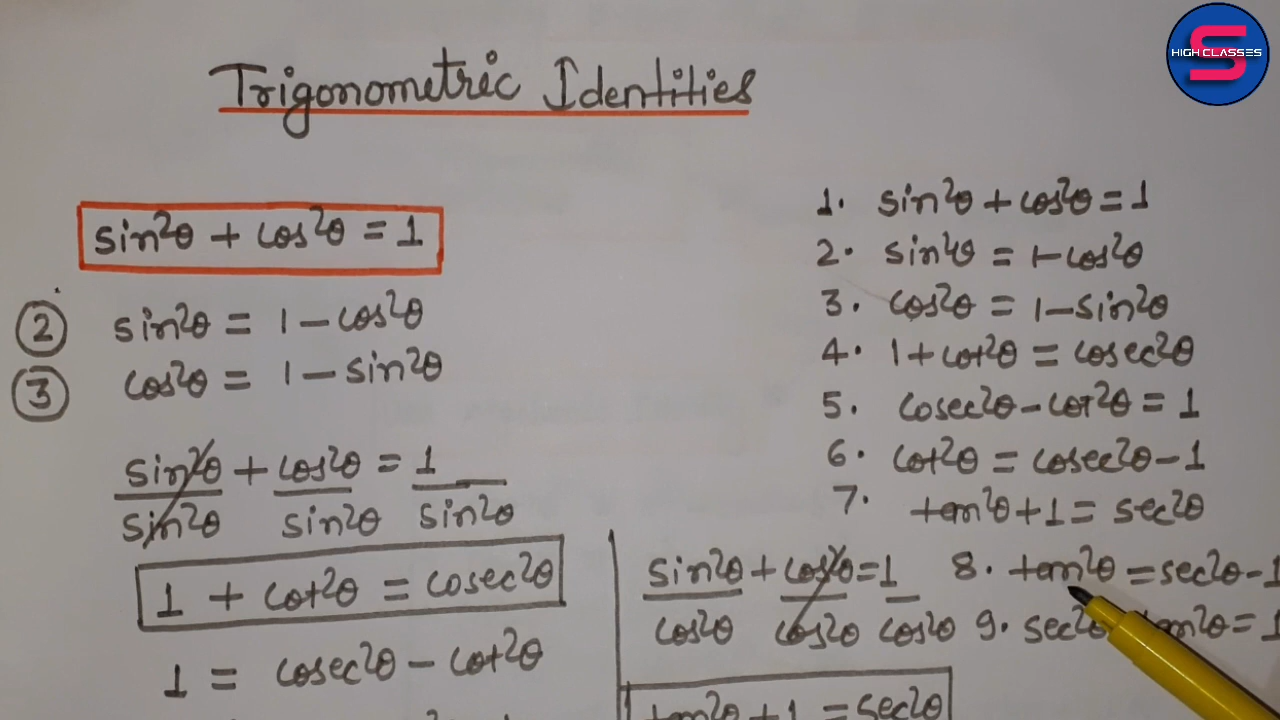 S
HIGH CLASSES
Trigonometric Identities
sin²θ + cos²θ = 1
② sin²θ = 1 - cos²θ
③ cos²θ = 1 - sin²θ
sin²θ/sin²θ + cos²θ/sin²θ = 1/sin²θ
1 + cot²θ = cosec²θ
1 = cosec²θ - cot²θ
1. sin²θ + cos²θ = 1
2. sin²θ = 1-cos²θ
3. cos²θ = 1-sin²θ
4. 1 + cot²θ = cosec²θ
5. cosec²θ - cot²θ = 1
6. cot²θ = cosec²θ - 1
7. tan²θ + 1 = sec²θ
8. tan²θ = sec²θ - 1
9. sec²θ tan²θ = 1
sin²θ/cos²θ + cos²θ/cos²θ = 1/cos²θ
tan²θ + 1 = sec²θ